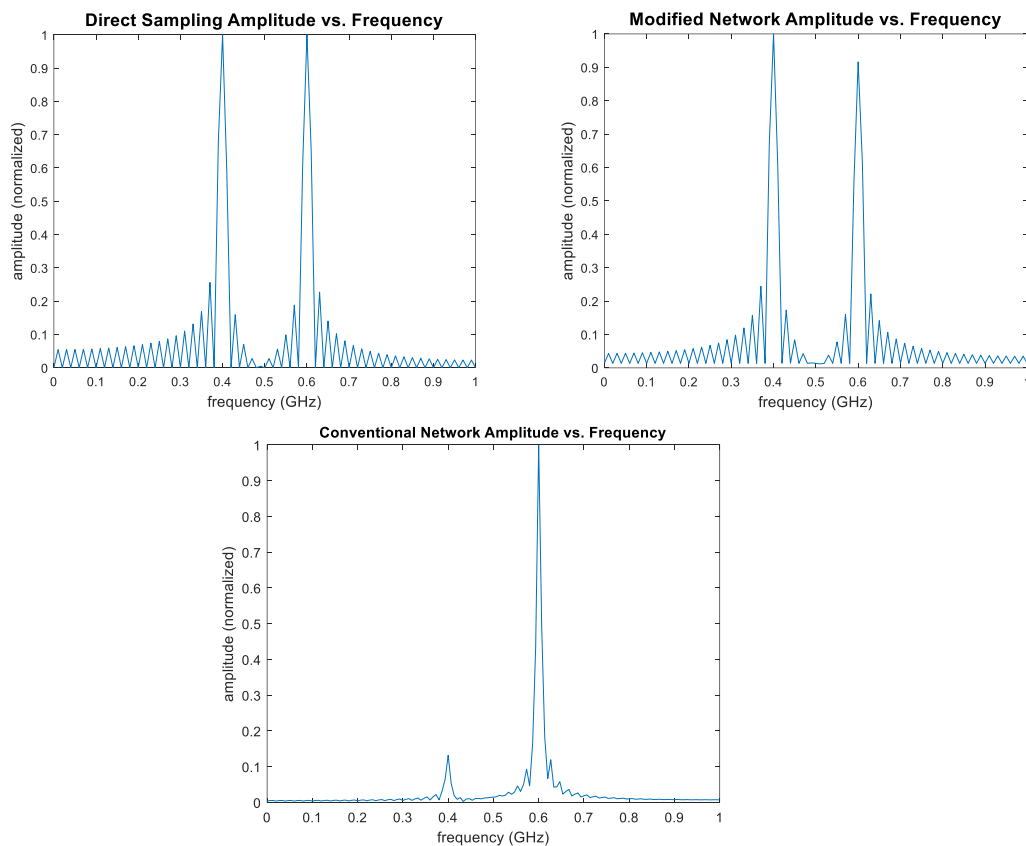 Direct Sampling Amplitude vs. Frequency
1
0.9
0.8
0.7
0.6
0.5
0.4
0.3
0.2
0.1
0
amplitude (normalized)
0 0.1 0.2 0.3 0.4 0.5 0.6 0.7 0.8 0.9 1
frequency (GHz)
Modified Network Amplitude vs. Frequency
1
0.9
0.8
0.7
0.6
0.5
0.4
0.3
0.2
0.1
0
amplitude (normalized)
0 0.1 0.2 0.3 0.4 0.5 0.6 0.7 0.8 0.9
frequency (GHz)
Conventional Network Amplitude vs. Frequency
1
0.9
0.8
0.7
0.6
0.5
0.4
0.3
0.2
0.1
0
amplitude (normalized)
0 0.1 0.2 0.3 0.4 0.5 0.6 0.7 0.8 0.9 1
frequency (GHz)